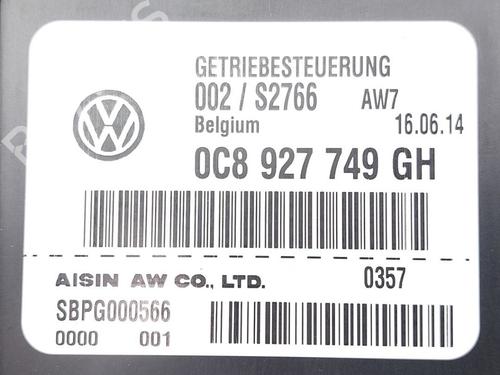 GETRIEBESTEUERUNG
002 / S2766 AW7
Belgium 16.06.14
0C8 927 749 GH
AISIN AW CO., LTD. 0357
SBPG000566
0000 001